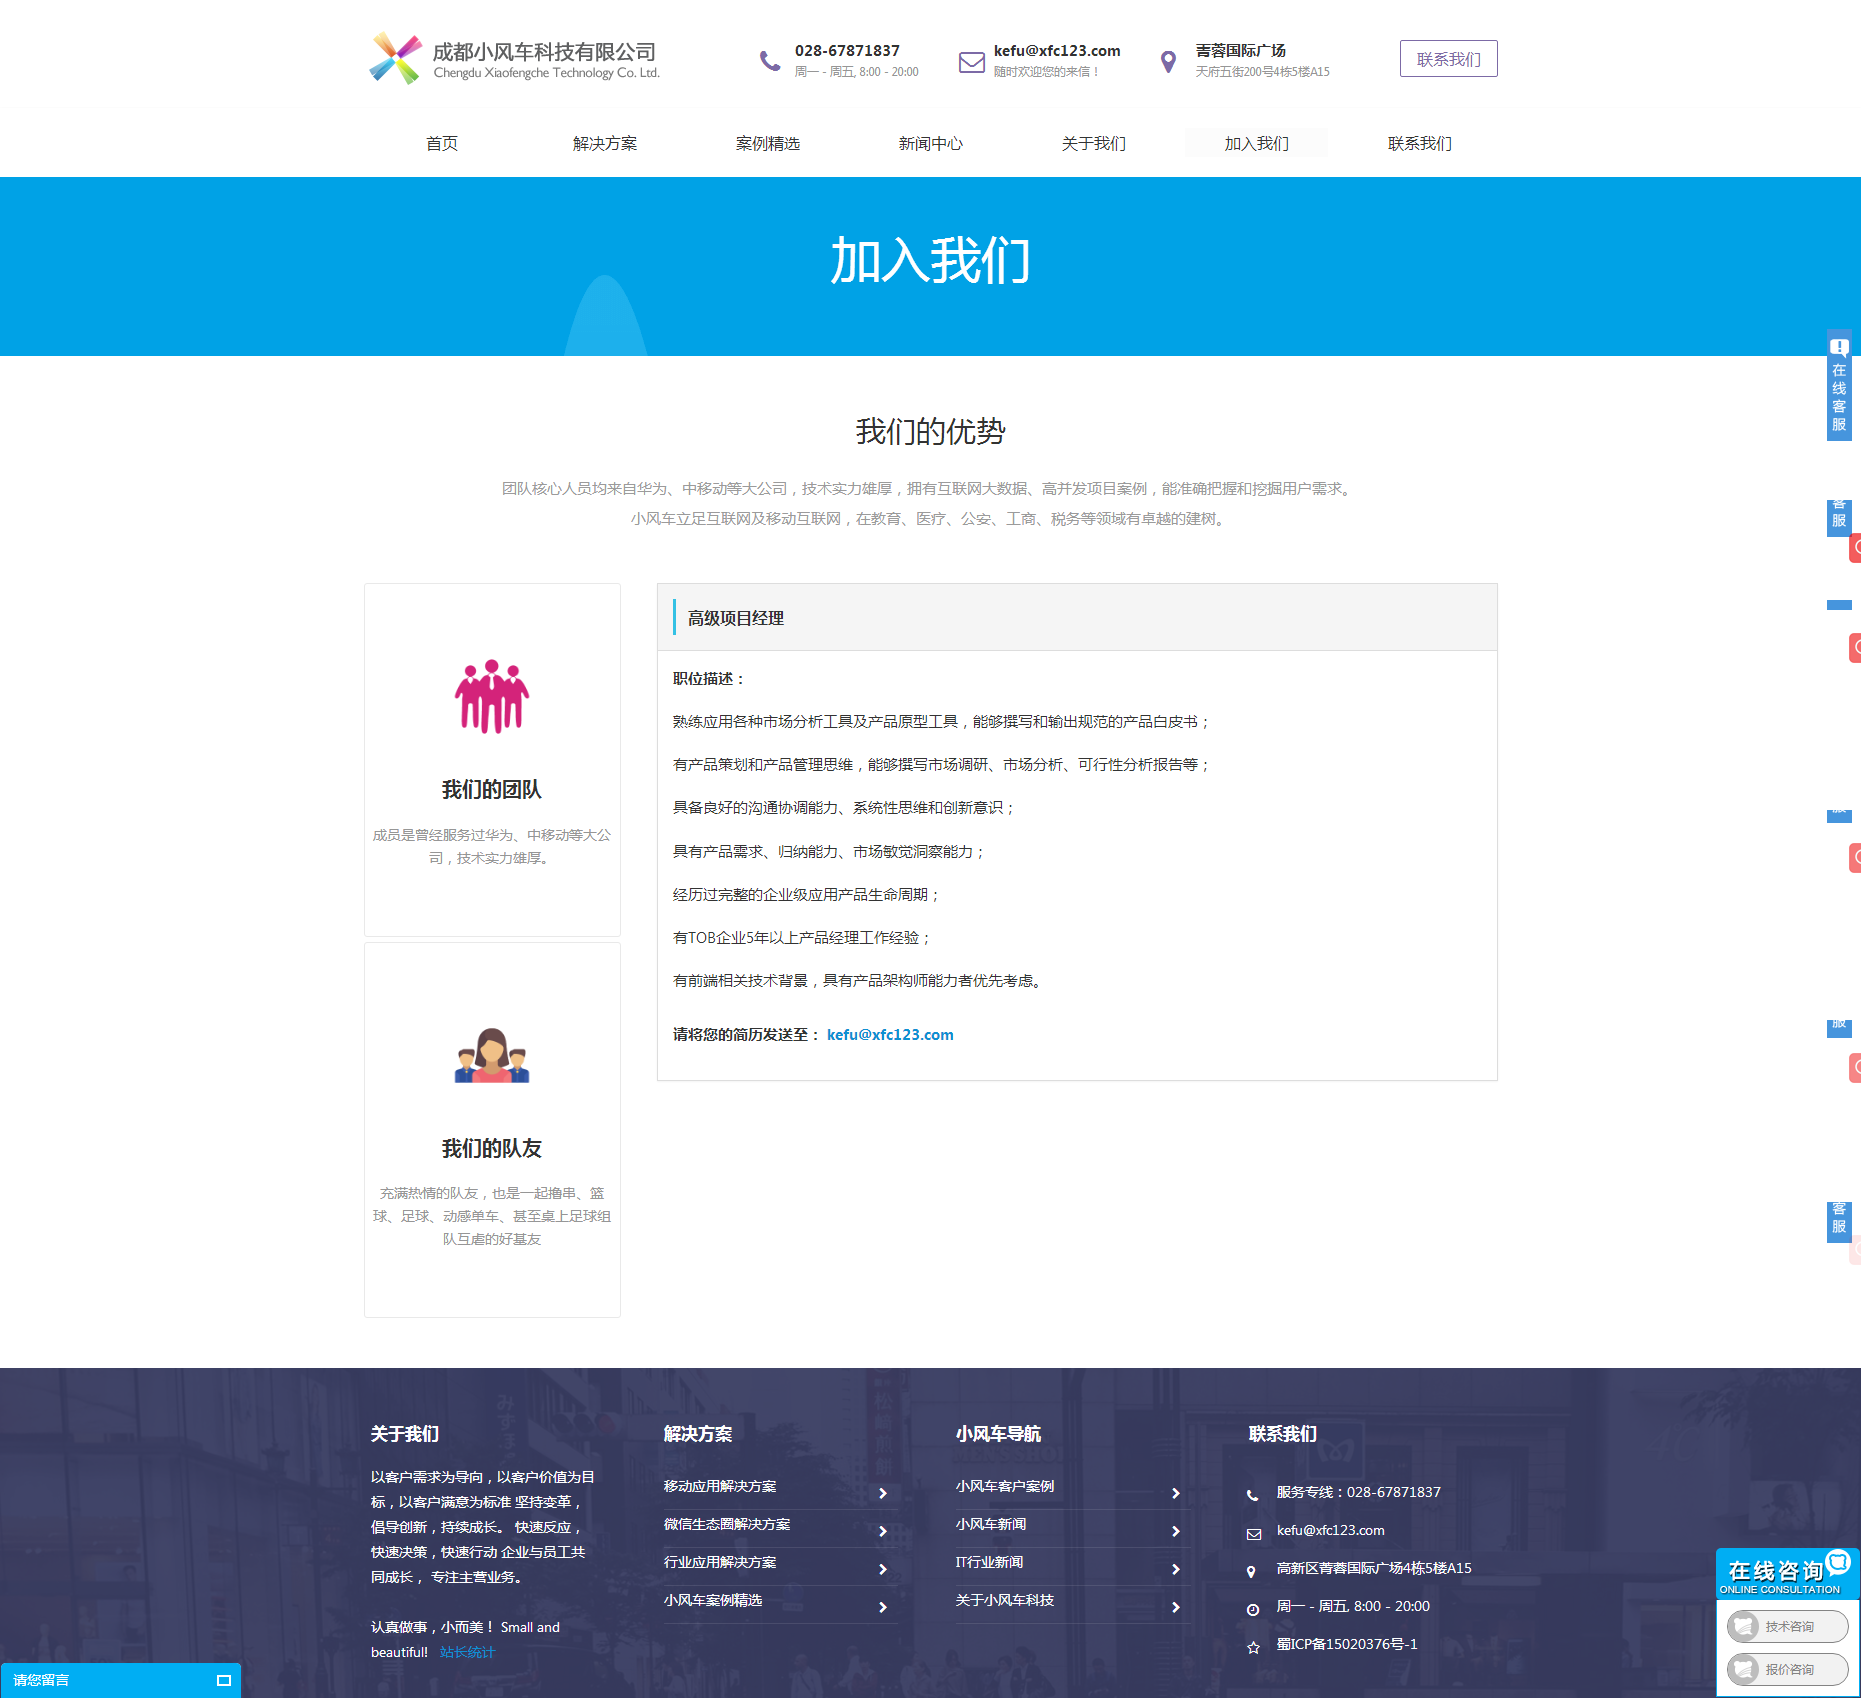 成都小风车科技有限公司
Chengdu Xiaofengche Technology Co. Ltd.
028-67871837
周一 - 周五, 8:00 - 20:00
kefu@xfc123.com
随时欢迎您的来信！
菁蓉国际广场
天府五街200号4栋5楼A15
联系我们
首页
解决方案
案例精选
新闻中心
关于我们
加入我们
联系我们
加入我们
在线客服
我们的优势
团队核心人员均来自华为、中移动等大公司，技术实力雄厚，拥有互联网大数据、高并发项目案例，能准确把握和挖掘用户需求。
小风车立足互联网及移动互联网，在教育、医疗、公安、工商、税务等领域有卓越的建树。
客服
我们的团队
成员是曾经服务过华为、中移动等大公
司，技术实力雄厚。
高级项目经理
职位描述：
熟练应用各种市场分析工具及产品原型工具，能够撰写和输出规范的产品白皮书；
有产品策划和产品管理思维，能够撰写市场调研、市场分析、可行性分析报告等；
具备良好的沟通协调能力、系统性思维和创新意识；
具有产品需求、归纳能力、市场敏觉洞察能力；
经历过完整的企业级应用产品生命周期；
有TOB企业5年以上产品经理工作经验；
有前端相关技术背景，具有产品架构师能力者优先考虑。
请将您的简历发送至： kefu@xfc123.com
服
我们的队友
充满热情的队友，也是一起撸串、篮
球、足球、动感单车、甚至桌上足球组
队互虐的好基友
客服
关于我们
以客户需求为导向，以客户价值为目
标，以客户满意为标准 坚持变革，
倡导创新，持续成长。 快速反应，
快速决策，快速行动 企业与员工共
同成长， 专注主营业务。
认真做事，小而美！ Small and
beautiful! 站长统计
解决方案
移动应用解决方案
微信生态圈解决方案
行业应用解决方案
小风车案例精选
小风车导航
小风车客户案例
小风车新闻
IT行业新闻
关于小风车科技
联系我们
服务专线：028-67871837
kefu@xfc123.com
高新区菁蓉国际广场4栋5楼A15
周一 - 周五, 8:00 - 20:00
蜀ICP备15020376号-1
请您留言
在线咨询
ONLINE CONSULTATION
技术咨询
报价咨询